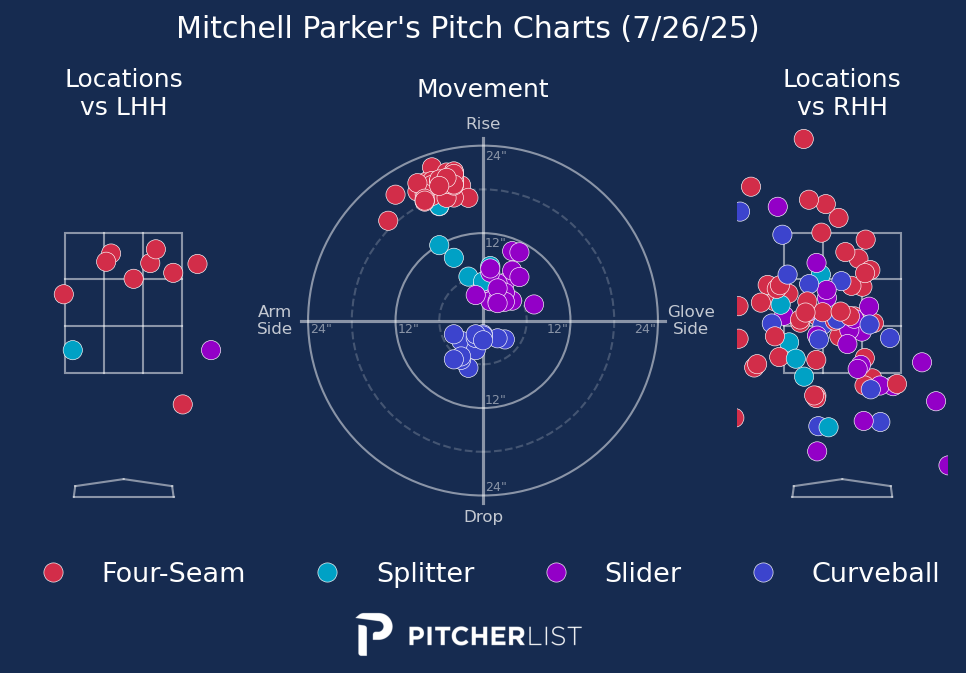 Mitchell Parker's Pitch Charts (7/26/25)
Locations
vs LHH
Movement
Locations
vs RHH
Rise
24"
12"
Arm
Side
24"
12"
12"
24"
Glove
Side
12"
24"
Drop
Four-Seam
Splitter
Slider
Curveball
PITCHERLIST